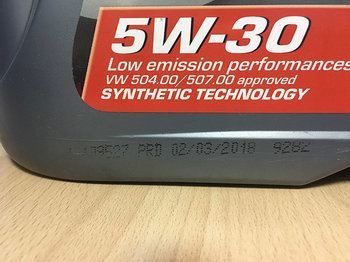 5W-30
Low emission performances
VW 504.00/507.00 approved
SYNTHETIC TECHNOLOGY
PRD 02/03/2018 9282